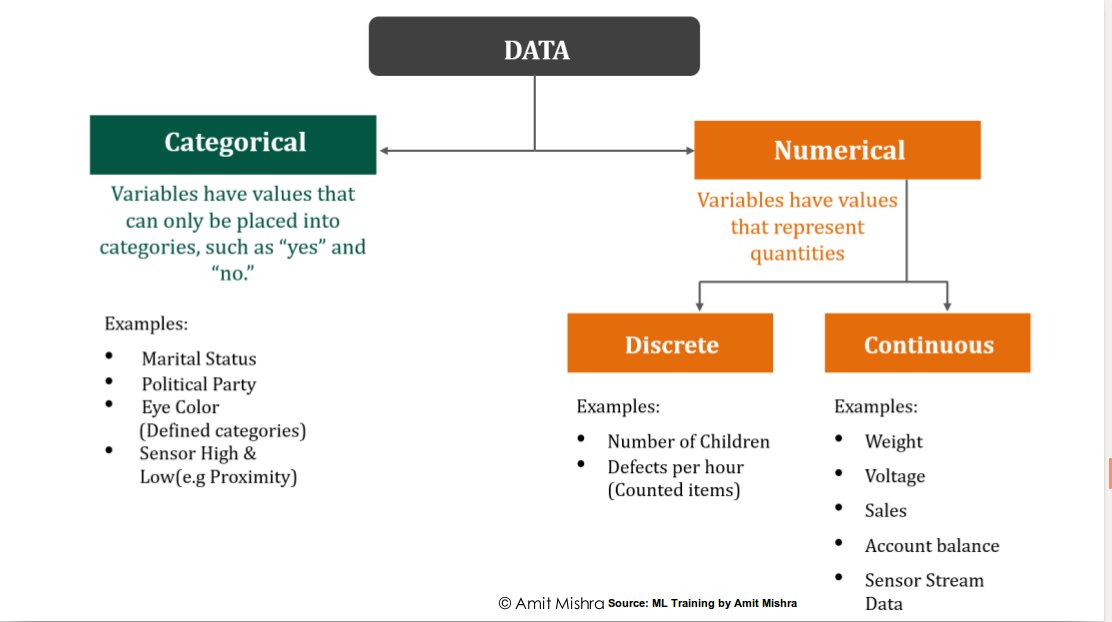 DATA
Categorical
Variables have values that
can only be placed into
categories, such as “yes” and
“no.”
Examples:
• Marital Status
• Political Party
• Eye Color
(Defined categories)
• Sensor High &
Low(e.g Proximity)
Numerical
Variables have values
that represent
quantities
Discrete
Examples:
• Number of Children
• Defects per hour
(Counted items)
Continuous
Examples:
• Weight
• Voltage
• Sales
• Account balance
• Sensor Stream
Data
© Amit Mishra Source: ML Training by Amit Mishra